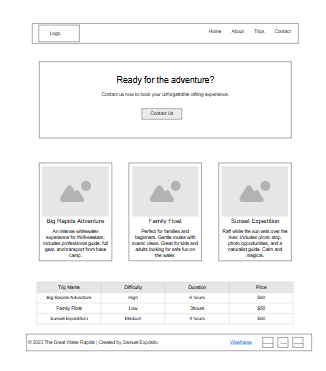 Logo
Home About Trips Contact
Ready for the adventure?
Contact us now to book your unforgettable rafting experience.
Contact Us
Big Rapids Adventure
An intense whitewater
experience for thrill-seekers.
Includes professional guide, full
gear, and transport from base
camp.
Family Float
Perfect for families and
beginners. Gentle routes with
scenic views. Great for kids and
adults looking for safe fun on
the water.
Sunset Expedition
Raft while the sun sets over the
river. Includes picnic stop,
photo opportunities, and a
naturalist guide. Calm and
magical.
Trip Name Difficulty Duration Price
Big Rapids Adventure High 6 hours $80
Family Float Low 3hours $50
Sunset Expedition Medium $60
© 2023 The Great Water Rapids | Created by Samuel Expósito
Wireframe